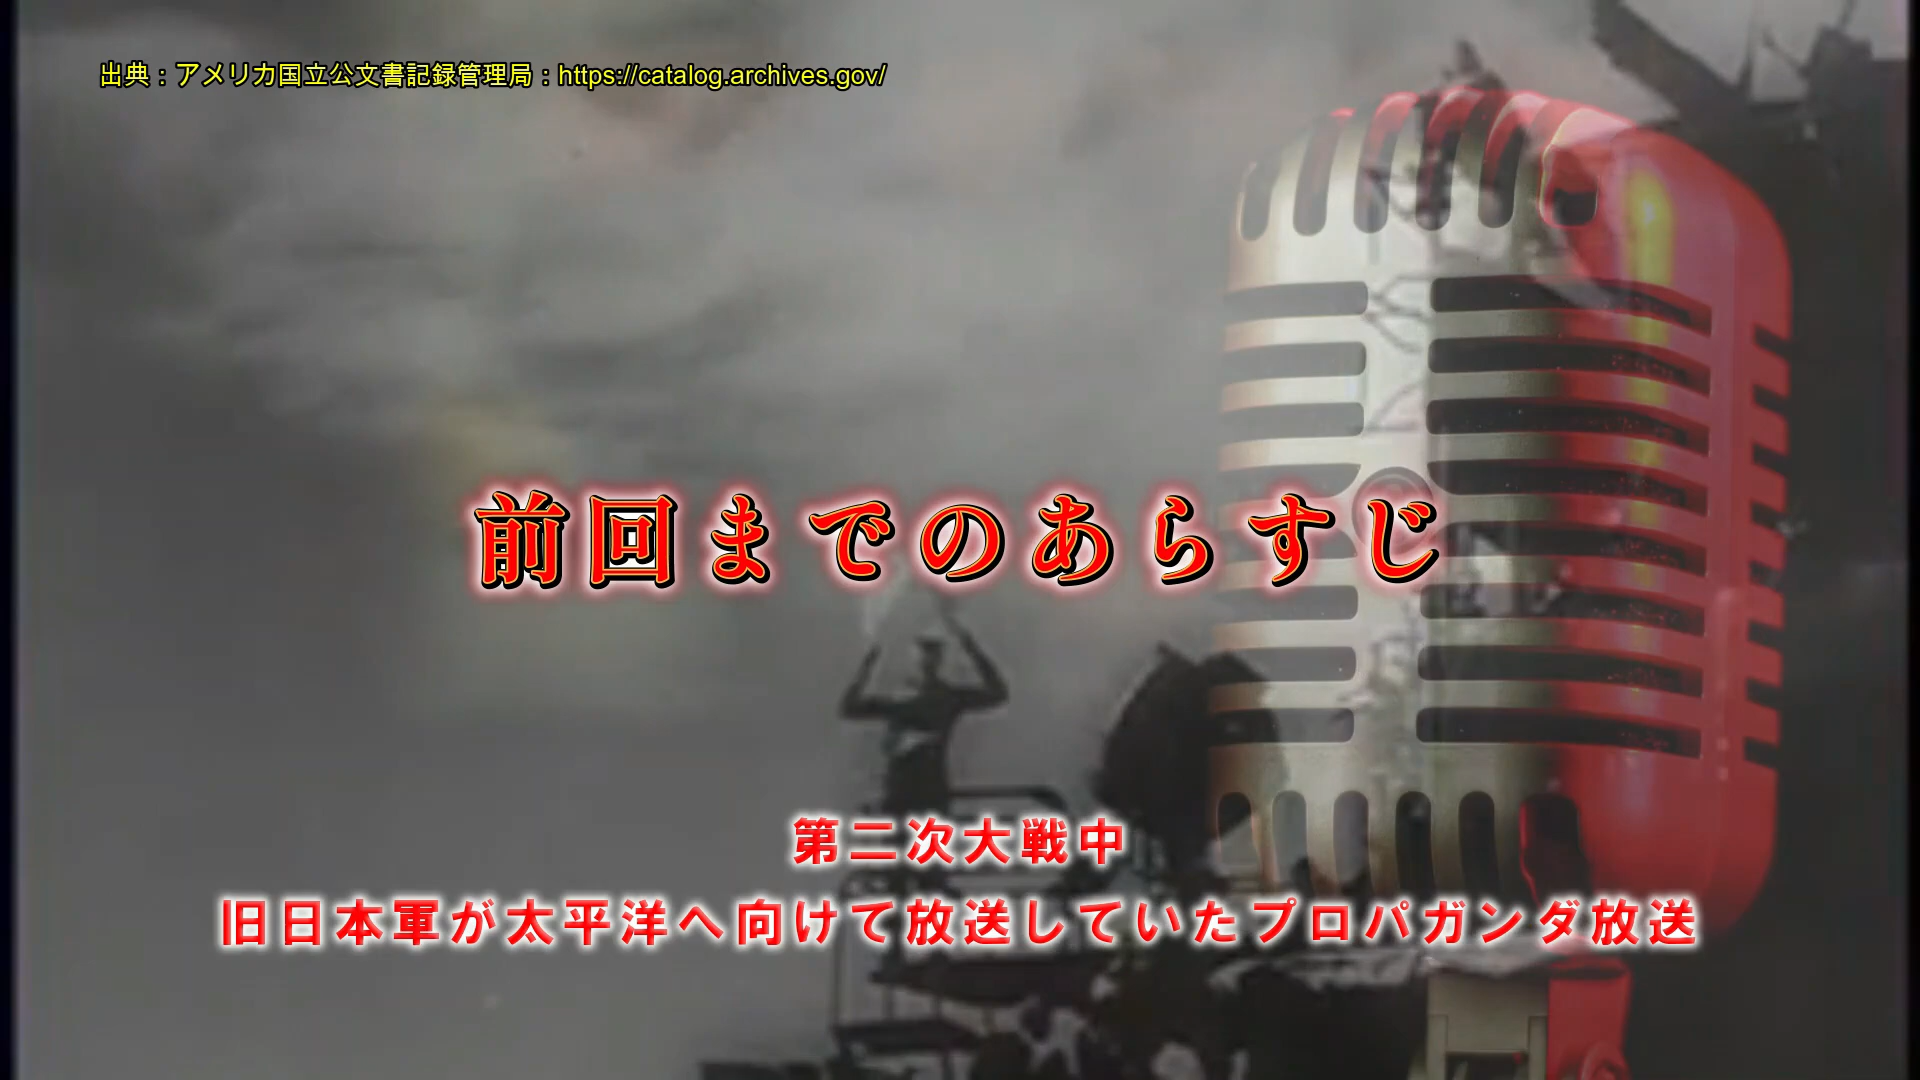 出典：アメリカ国立公文書記録管理局：https://catalog.archives.gov/
前回までのあらすじ
第二次大戦中
旧日本軍が太平洋へ向けて放送していたプロパガンダ放送